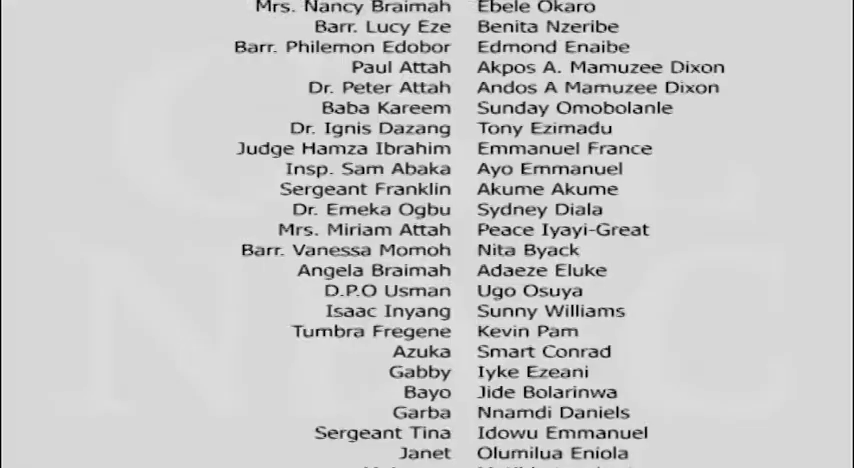 Mrs. Nancy Braimah Ebele Okaro
Barr. Lucy Eze Benita Nzeribe
Barr. Philemon Edobor Edmond Enaibe
Paul Attah Akpos A. Mamuzee Dixon
Dr. Peter Attah Andos A Mamuzee Dixon
Baba Kareem Sunday Omobolanle
Dr. Ignis Dazang Tony Ezimadu
Judge Hamza Ibrahim Emmanuel France
Insp. Sam Abaka Ayo Emmanuel
Sergeant Franklin Akume Akume
Dr. Emeka Ogbu Sydney Diala
Mrs. Miriam Attah Peace Iyayi-Great
Barr. Vanessa Momoh Nita Byack
Angela Braimah Adaeze Eluke
D.P.O Usman Ugo Osuya
Isaac Inyang Sunny Williams
Tumbra Fregene Kevin Pam
Azuka Smart Conrad
Gabby Iyke Ezeani
Bayo Jide Bolarinwa
Garba Nnamdi Daniels
Sergeant Tina Idowu Emmanuel
Janet Olumilua Eniola